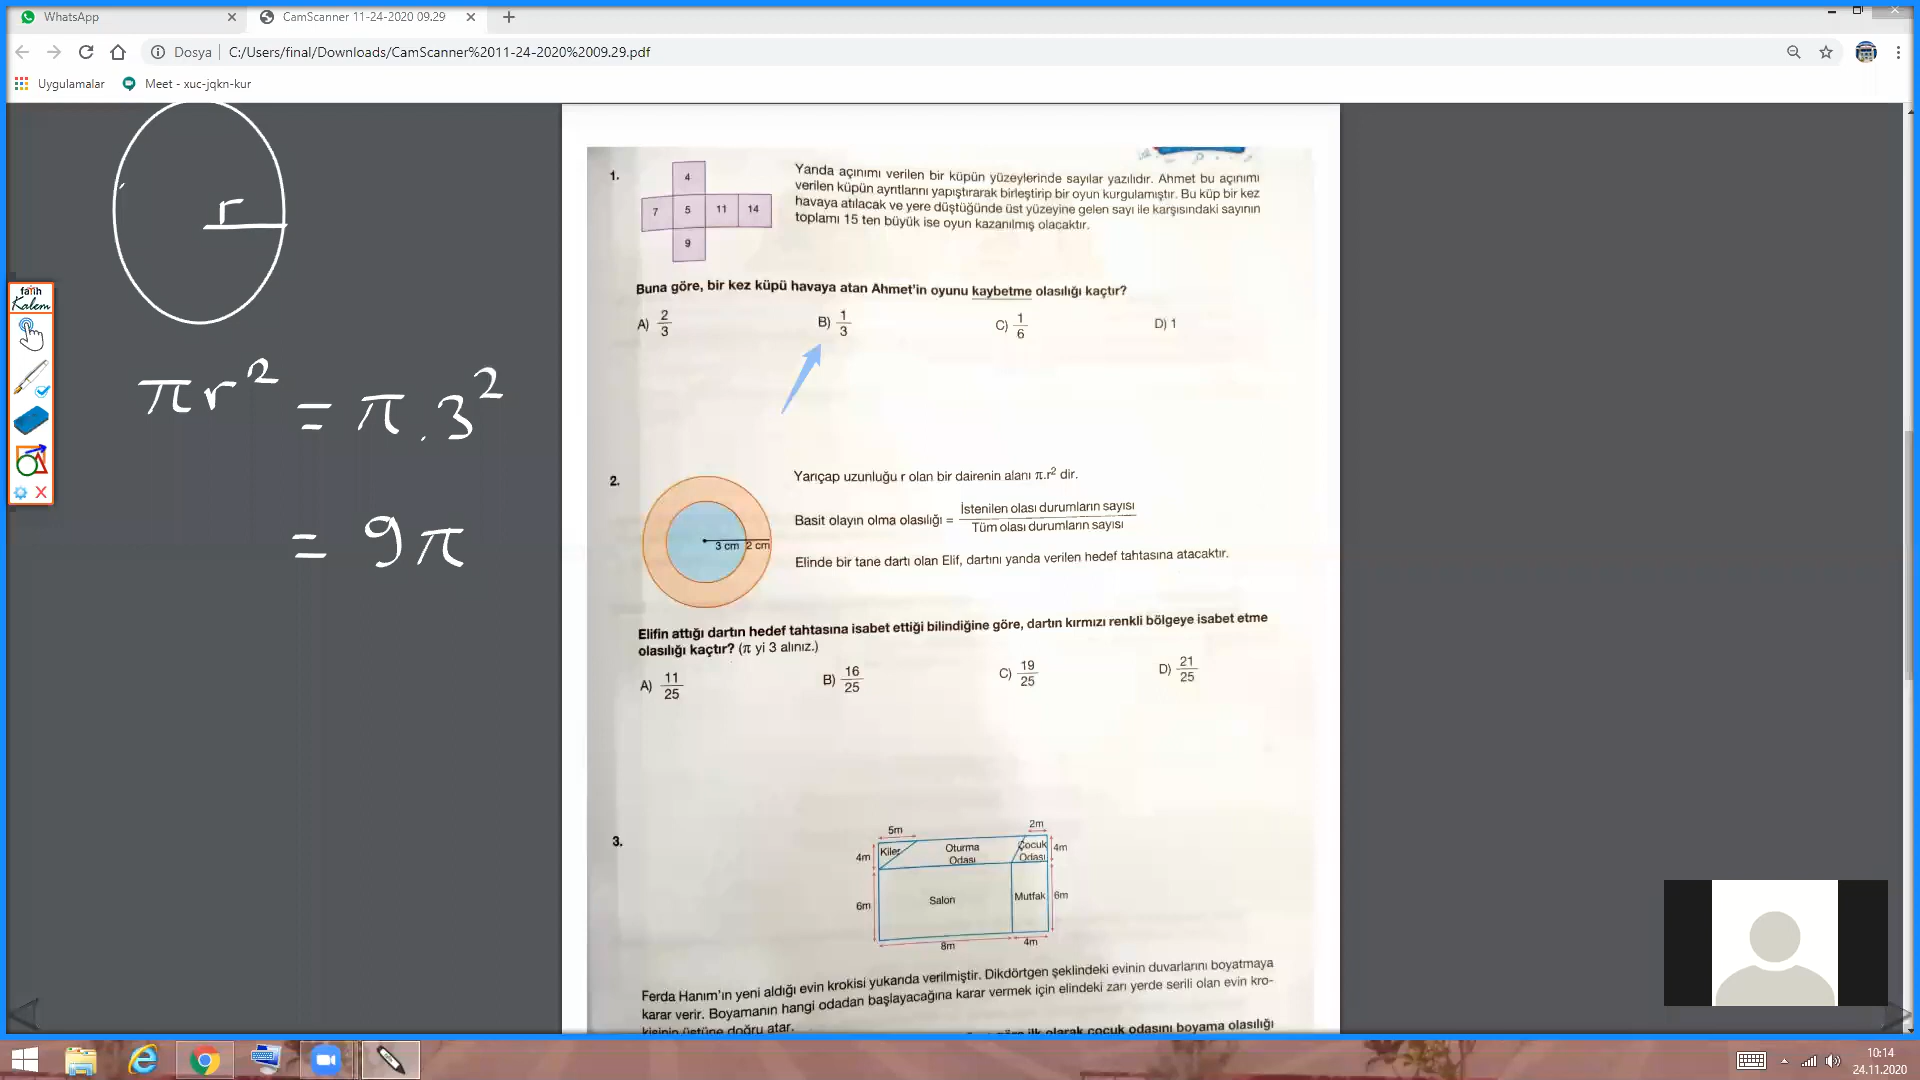 WhatsApp
CamScanner 11-24-2020 09.29
Dosya
C:/Users/final/Downloads/CamScanner%2011-24-2020%2009.29.pdf
Uygulamalar
Meet - xuc-jqkn-kur
r
πr² = π.3²
= 9π
fatih
Kalem
1.
4
7 5 11 14
9
Yanda açınımı verilen bir küpün yüzeylerinde sayılar yazılıdır. Ahmet bu açınımı
verilen küpün ayrıtlarını yapıştırarak birleştirip bir oyun kurgulamıştır. Bu küp bir kez
havaya atılacak ve yere düştüğünde üst yüzeyine gelen sayı ile karşısındaki sayının
toplamı 15 ten büyük ise oyun kazanılmış olacaktır.
Buna göre, bir kez küpü havaya atan Ahmet'in oyunu kaybetme olasılığı kaçtır?
A) 2/3 B) 1/3 C) 1/6 D) 1
2.
3 cm 2 cm
Yarıçap uzunluğu r olan bir dairenin alanı π.r² dir.
Basit olayın olma olasılığı = İstenilen olası durumların sayısı / Tüm olası durumların sayısı
Elinde bir tane dartı olan Elif, dartını yanda verilen hedef tahtasına atacaktır.
Elifin attığı dartın hedef tahtasına isabet ettiği bilindiğine göre, dartın kırmızı renkli bölgeye isabet etme
olasılığı kaçtır? (π yi 3 alınız.)
A) 11/25 B) 16/25 C) 19/25 D) 21/25
3.
5m 2m
4m Kiler Oturma Odası Çocuk Odası 4m
6m Salon Mutfak 6m
8m 4m
Ferda Hanım'ın yeni aldığı evin krokisi yukarıda verilmiştir. Dikdörtgen şeklindeki evinin duvarlarını boyatmaya
karar verir. Boyamanın hangi odadan başlayacağına karar vermek için elindeki zarı yerde serili olan evin kro-
kisinin üstüne doğru atar.
göre ilk olarak çocuk odasını boyama olasılığı
10:14
24.11.2020